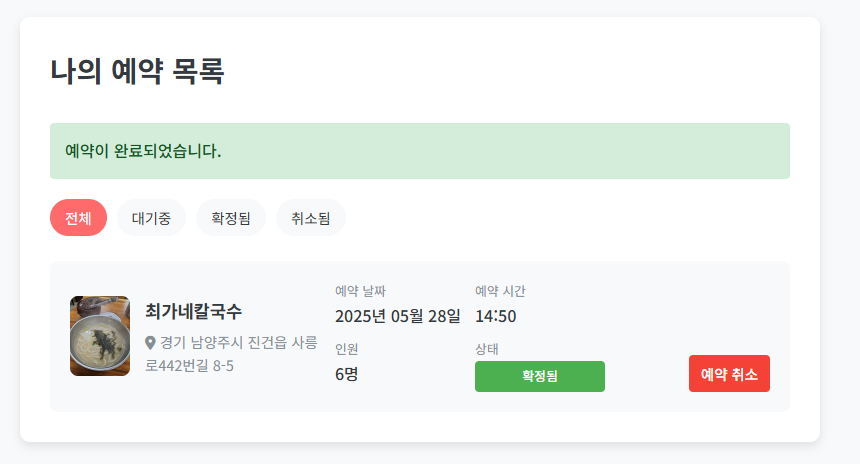 나의 예약 목록
예약이 완료되었습니다.
전체
대기중
확정됨
취소됨
최가네칼국수
경기 남양주시 진건읍 사릉
로442번길 8-5
예약 날짜
2025년 05월 28일
예약 시간
14:50
인원
6명
상태
확정됨
예약 취소